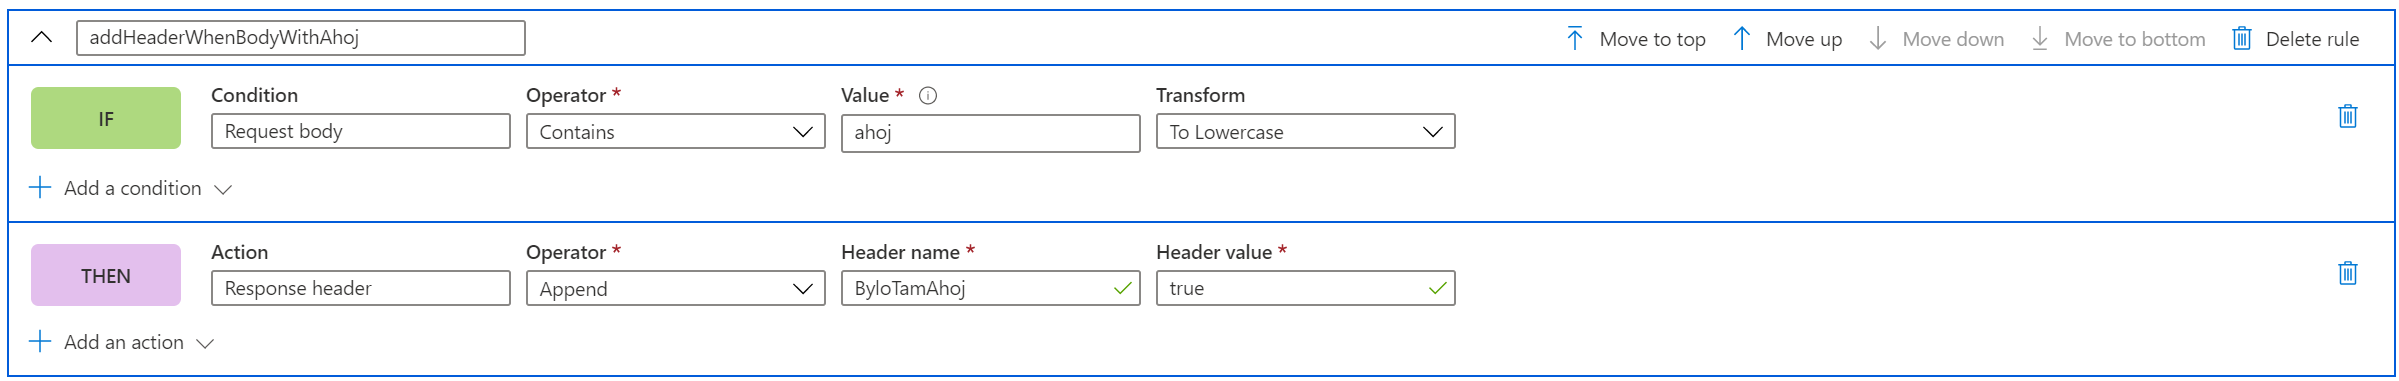 addHeaderWhenBodyWithAhoj Move to top Move up Move down Move to bottom Delete rule
IF
Condition Operator * Value * Transform
Request body Contains ahoj To Lowercase
Add a condition
THEN
Action Operator * Header name * Header value *
Response header Append ByloTamAhoj true
Add an action